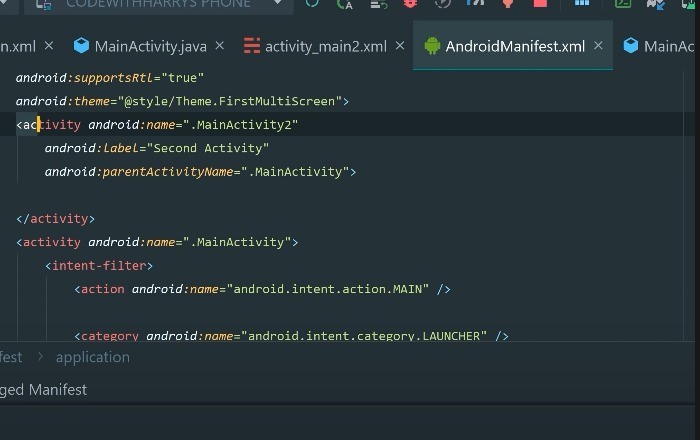 CODEWITHHARRY'S PHONE
n.xml × MainActivity.java × activity_main2.xml × AndroidManifest.xml × MainAc
android:supportsRtl="true"
android:theme="@style/Theme.FirstMultiScreen">
<activity android:name=".MainActivity2"
android:label="Second Activity"
android:parentActivityName=".MainActivity">
</activity>
<activity android:name=".MainActivity">
<intent-filter>
<action android:name="android.intent.action.MAIN" />
<category android:name="android.intent.category.LAUNCHER" />
fest > application
ged Manifest